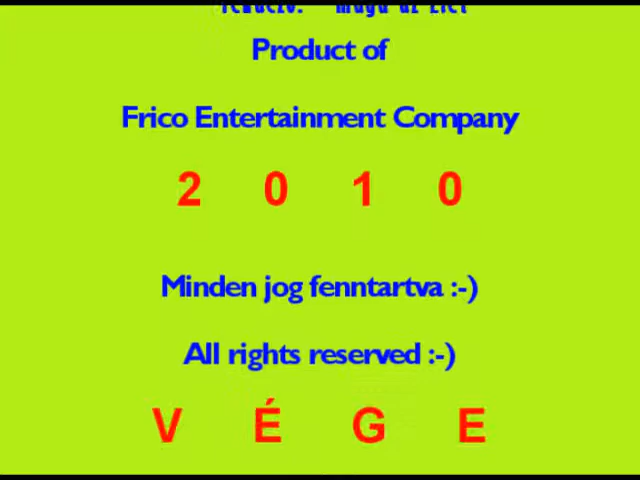 Product of
Frico Entertainment Company
2 0 1 0
Minden jog fenntartva :-)
All rights reserved :-)
V É G E